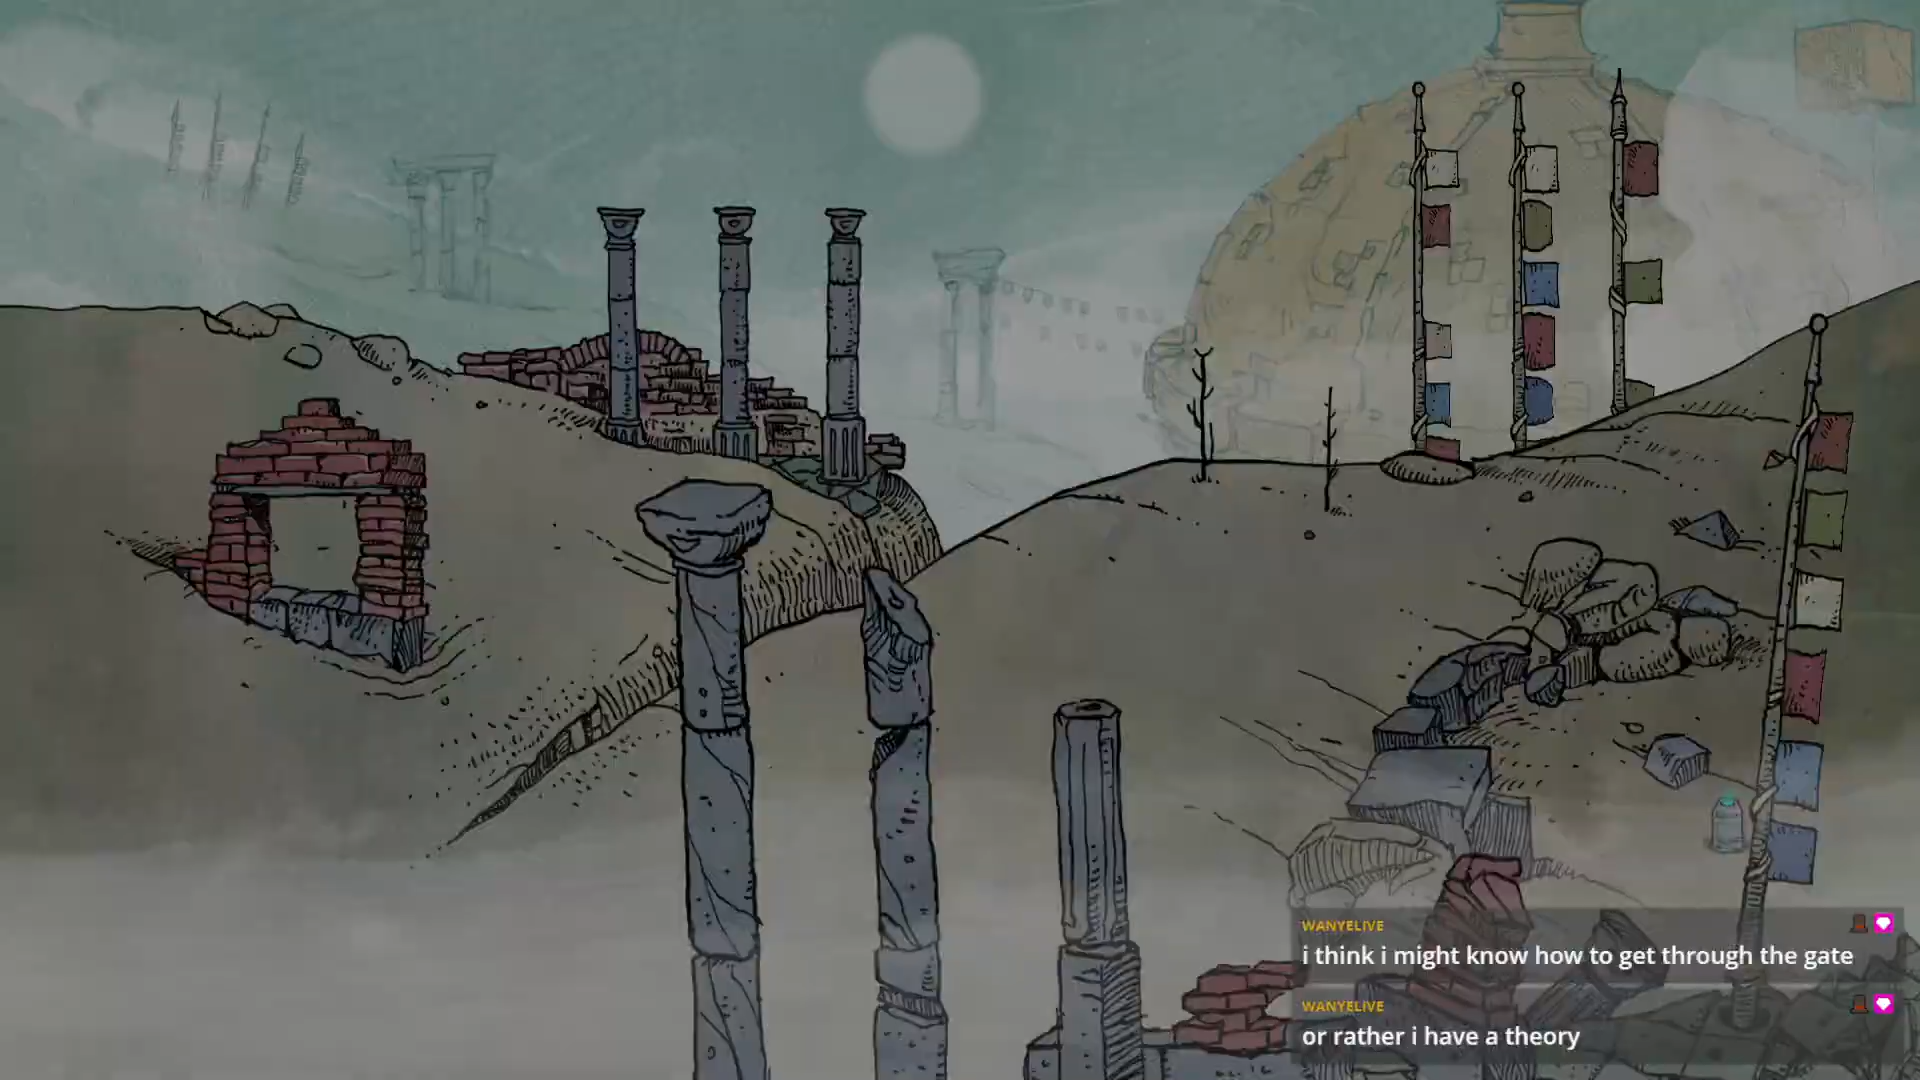 WANYELIVE
i think i might know how to get through the gate
WANYELIVE
or rather i have a theory